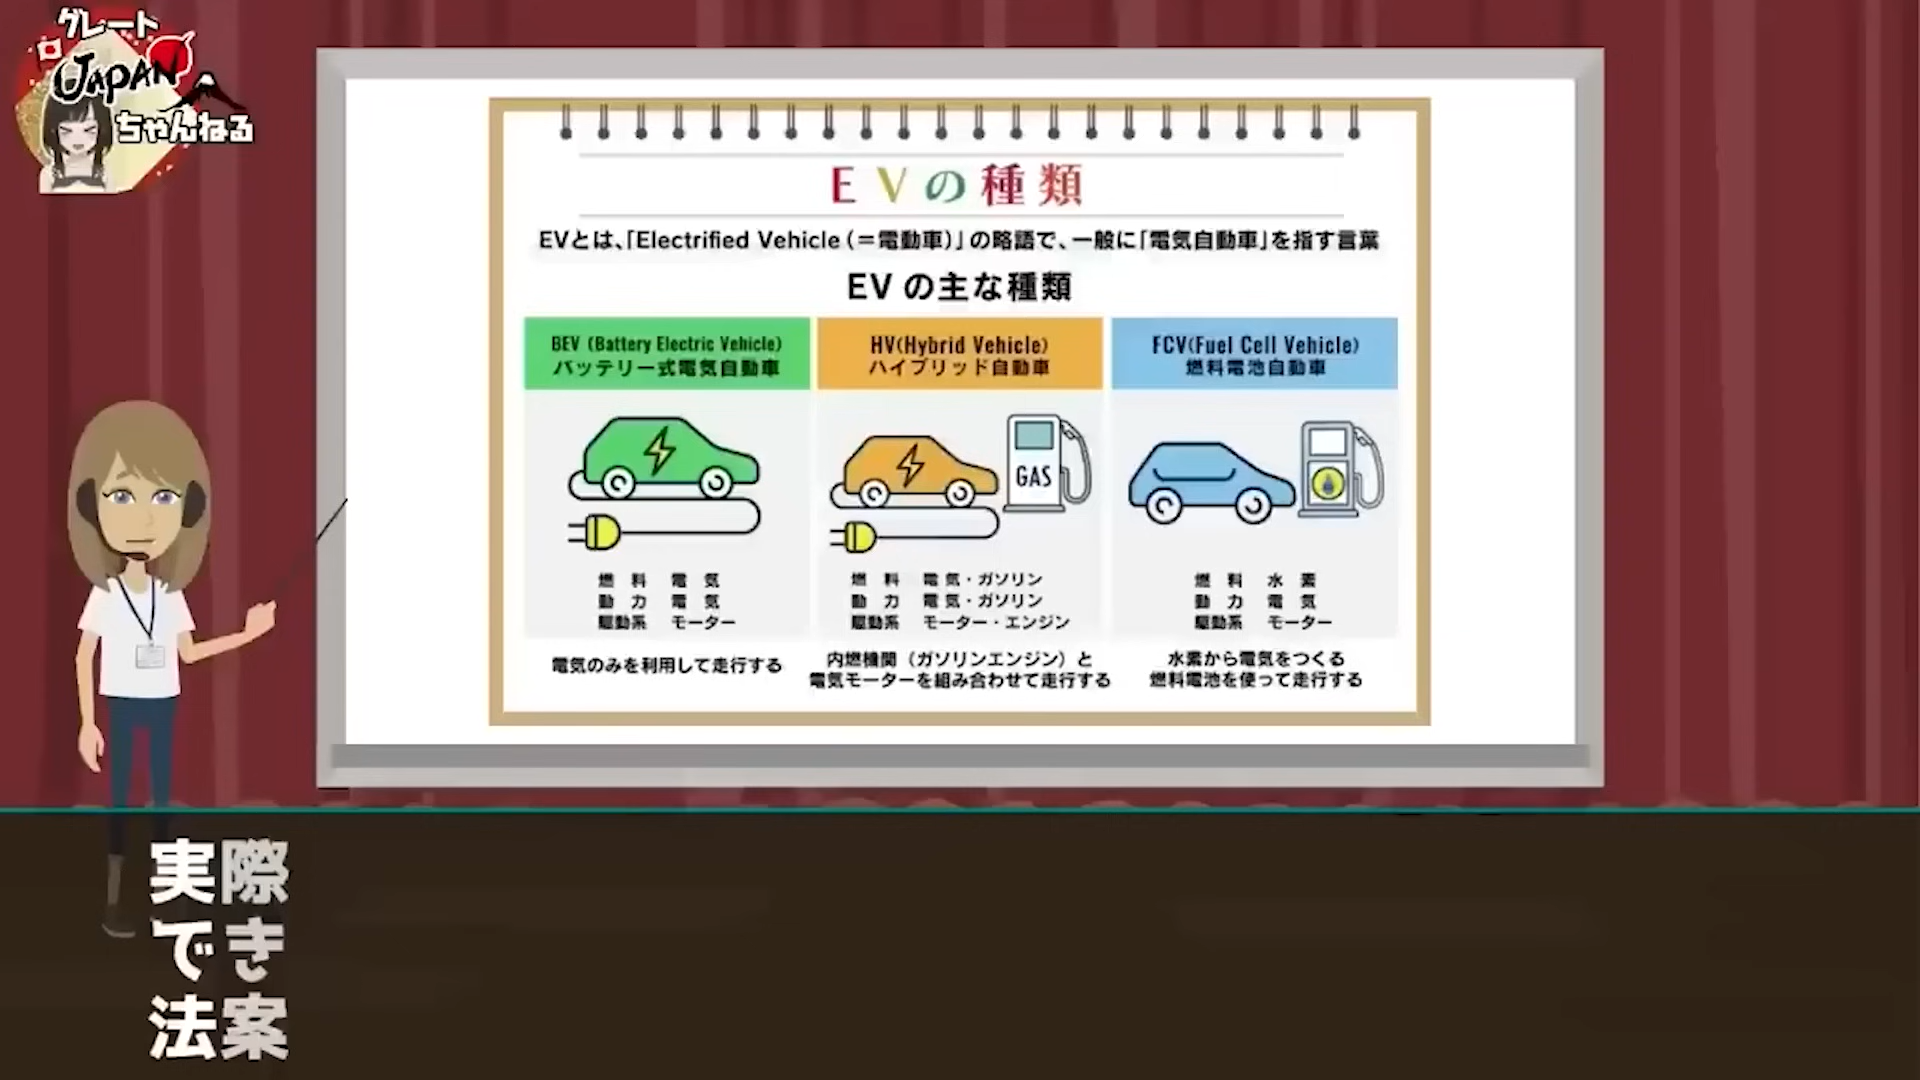 グレート
JAPAN
ちゃんねる
EVの種類
EVとは、「Electrified Vehicle（＝電動車）」の略語で、一般に「電気自動車」を指す言葉
EV の主な種類
BEV (Battery Electric Vehicle)
バッテリー式電気自動車
燃 料 電 気
動 力 電 気
駆動系 モーター
電気のみを利用して走行する
HV(Hybrid Vehicle)
ハイブリッド自動車
GAS
燃 料 電 気・ガソリン
動 力 電 気・ガソリン
駆動系 モーター・エンジン
内燃機関（ガソリンエンジン）と
電気モーターを組み合わせて走行する
FCV(Fuel Cell Vehicle)
燃料電池自動車
燃 料 水 素
動 力 電 気
駆動系 モーター
水素から電気をつくる
燃料電池を使って走行する
実際
でき
法案